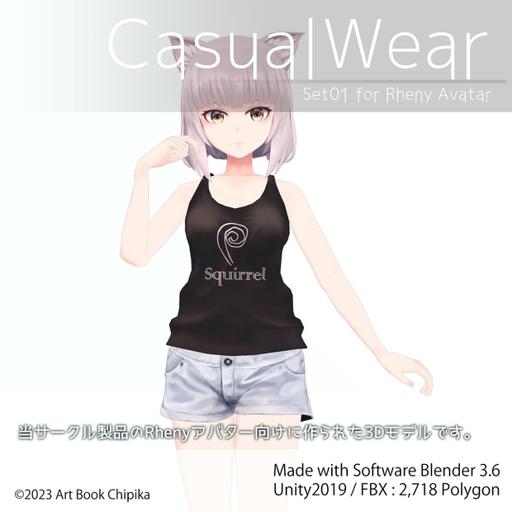 CasualWear
Set01 for Rheny Avatar
Squirrel
当サークル製品のRhenyアバター向けに作られた3Dモデルです。
Made with Software Blender 3.6
Unity2019 / FBX : 2,718 Polygon
©2023 Art Book Chipika